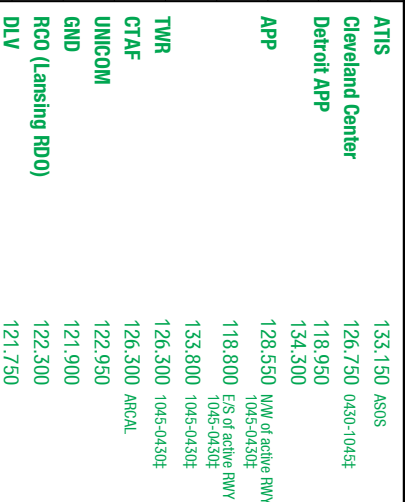 ATIS 133.150 ASOS
Cleveland Center 126.750 0430-1045‡
Detroit APP 118.950
134.300
APP 128.550 N/W of active RWY
1045-0430‡
118.800 E/S of active RWY
1045-0430‡
133.800 1045-0430‡
TWR 126.300 1045-0430‡
CTAF 126.300 ARCAL
UNICOM 122.950
GND 121.900
RCO (Lansing RDO) 122.300
DLV 121.750